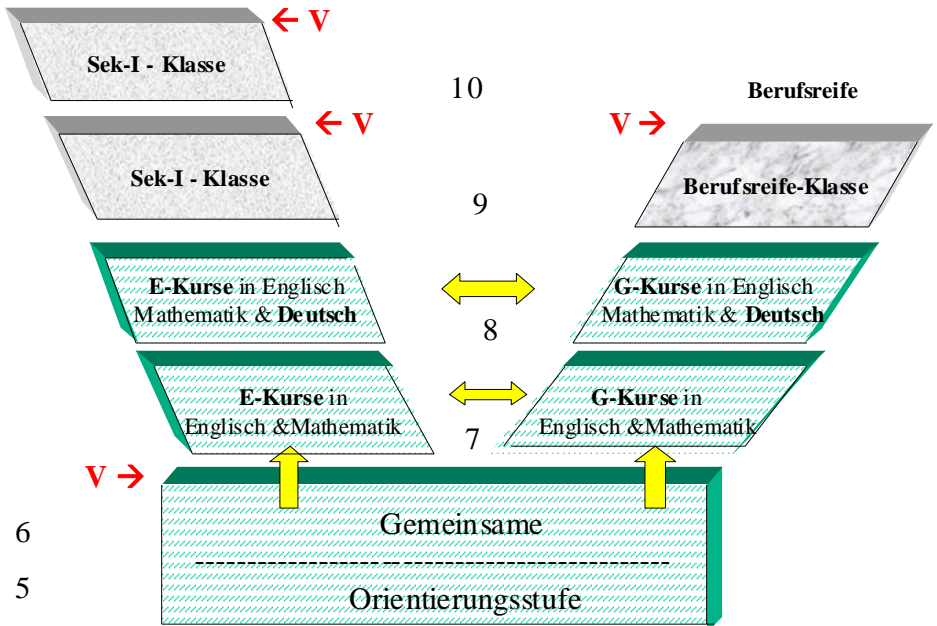 ← V
Sek-I - Klasse
10
Berufsreife
← V
V →
Sek-I - Klasse
Berufsreife-Klasse
9
E-Kurse in Englisch
Mathematik & Deutsch
G-Kurse in Englisch
Mathematik & Deutsch
8
E-Kurse in
Englisch &Mathematik
G-Kurse in
Englisch &Mathematik
7
V →
6
Gemeinsame
5
Orientierungsstufe